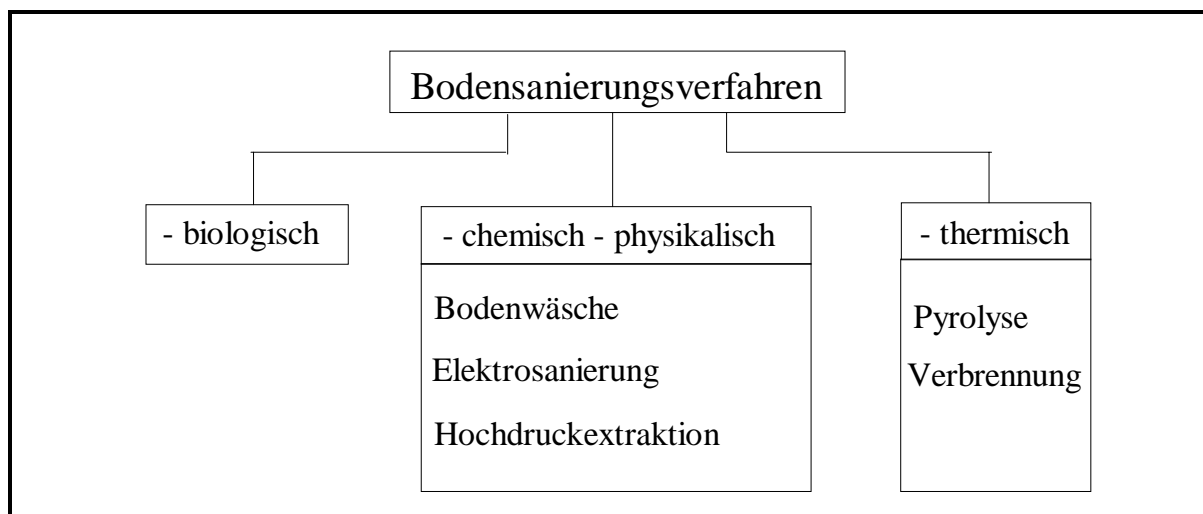 Bodensanierungsverfahren
- biologisch
- chemisch - physikalisch
Bodenwäsche
Elektrosanierung
Hochdruckextraktion
- thermisch
Pyrolyse
Verbrennung